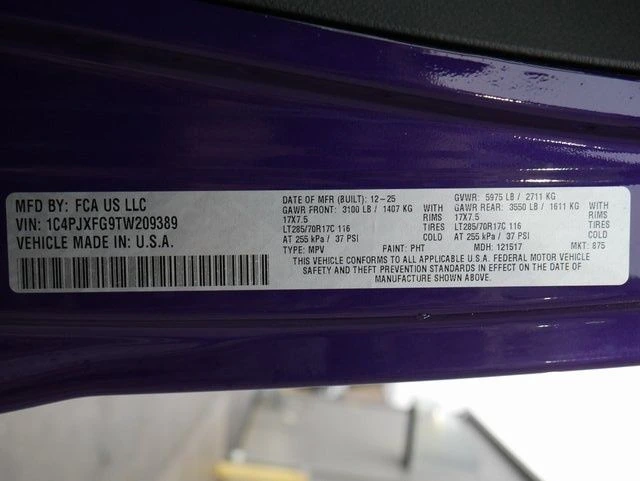 MFD BY: FCA US LLC
VIN: 1C4PJXFG9TW209389
VEHICLE MADE IN U.S.A.
DATE OF MFR (BUILT): 12-25 GVWR: 5975 LB / 2711 KG
GAWR FRONT: 3100 LB / 1407 KG GAWR REAR: 3550 LB / 1611 KG
17X7.5 RIMS 17X7.5 RIMS
LT285/70R17C 116 TIRES LT285/70R17C 116 TIRES
AT 255 kPa / 37 PSI AT 255 kPa / 37 PSI
TYPE: MPV PAINT: PHT MDH: 121517 MKT: 875
THIS VEHICLE CONFORMS TO ALL APPLICABLE U.S.A. FEDERAL MOTOR VEHICLE
SAFETY AND THEFT PREVENTION STANDARDS IN EFFECT ON THE DATE OF
MANUFACTURE SHOWN ABOVE.